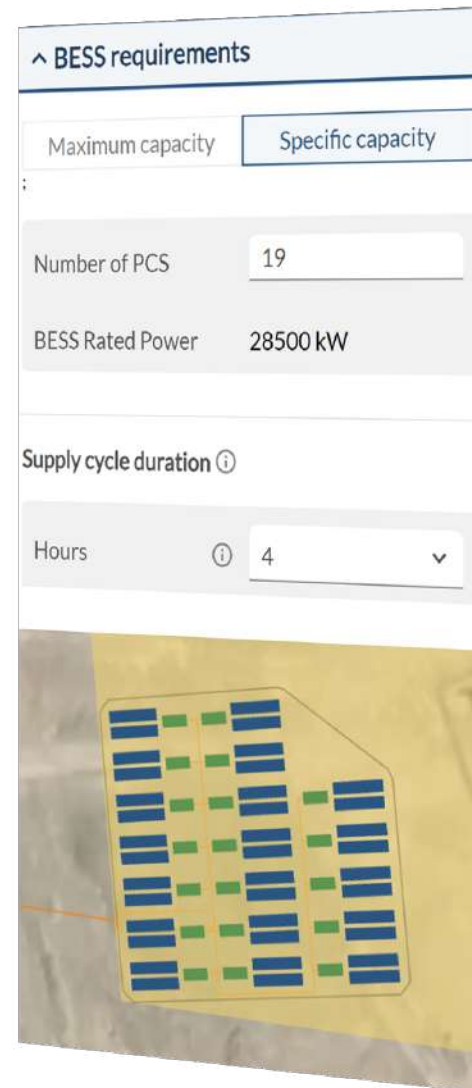 BESS requirements
Maximum capacity
Specific capacity
:
Number of PCS
19
BESS Rated Power
28500 kW
Supply cycle duration
Hours
4